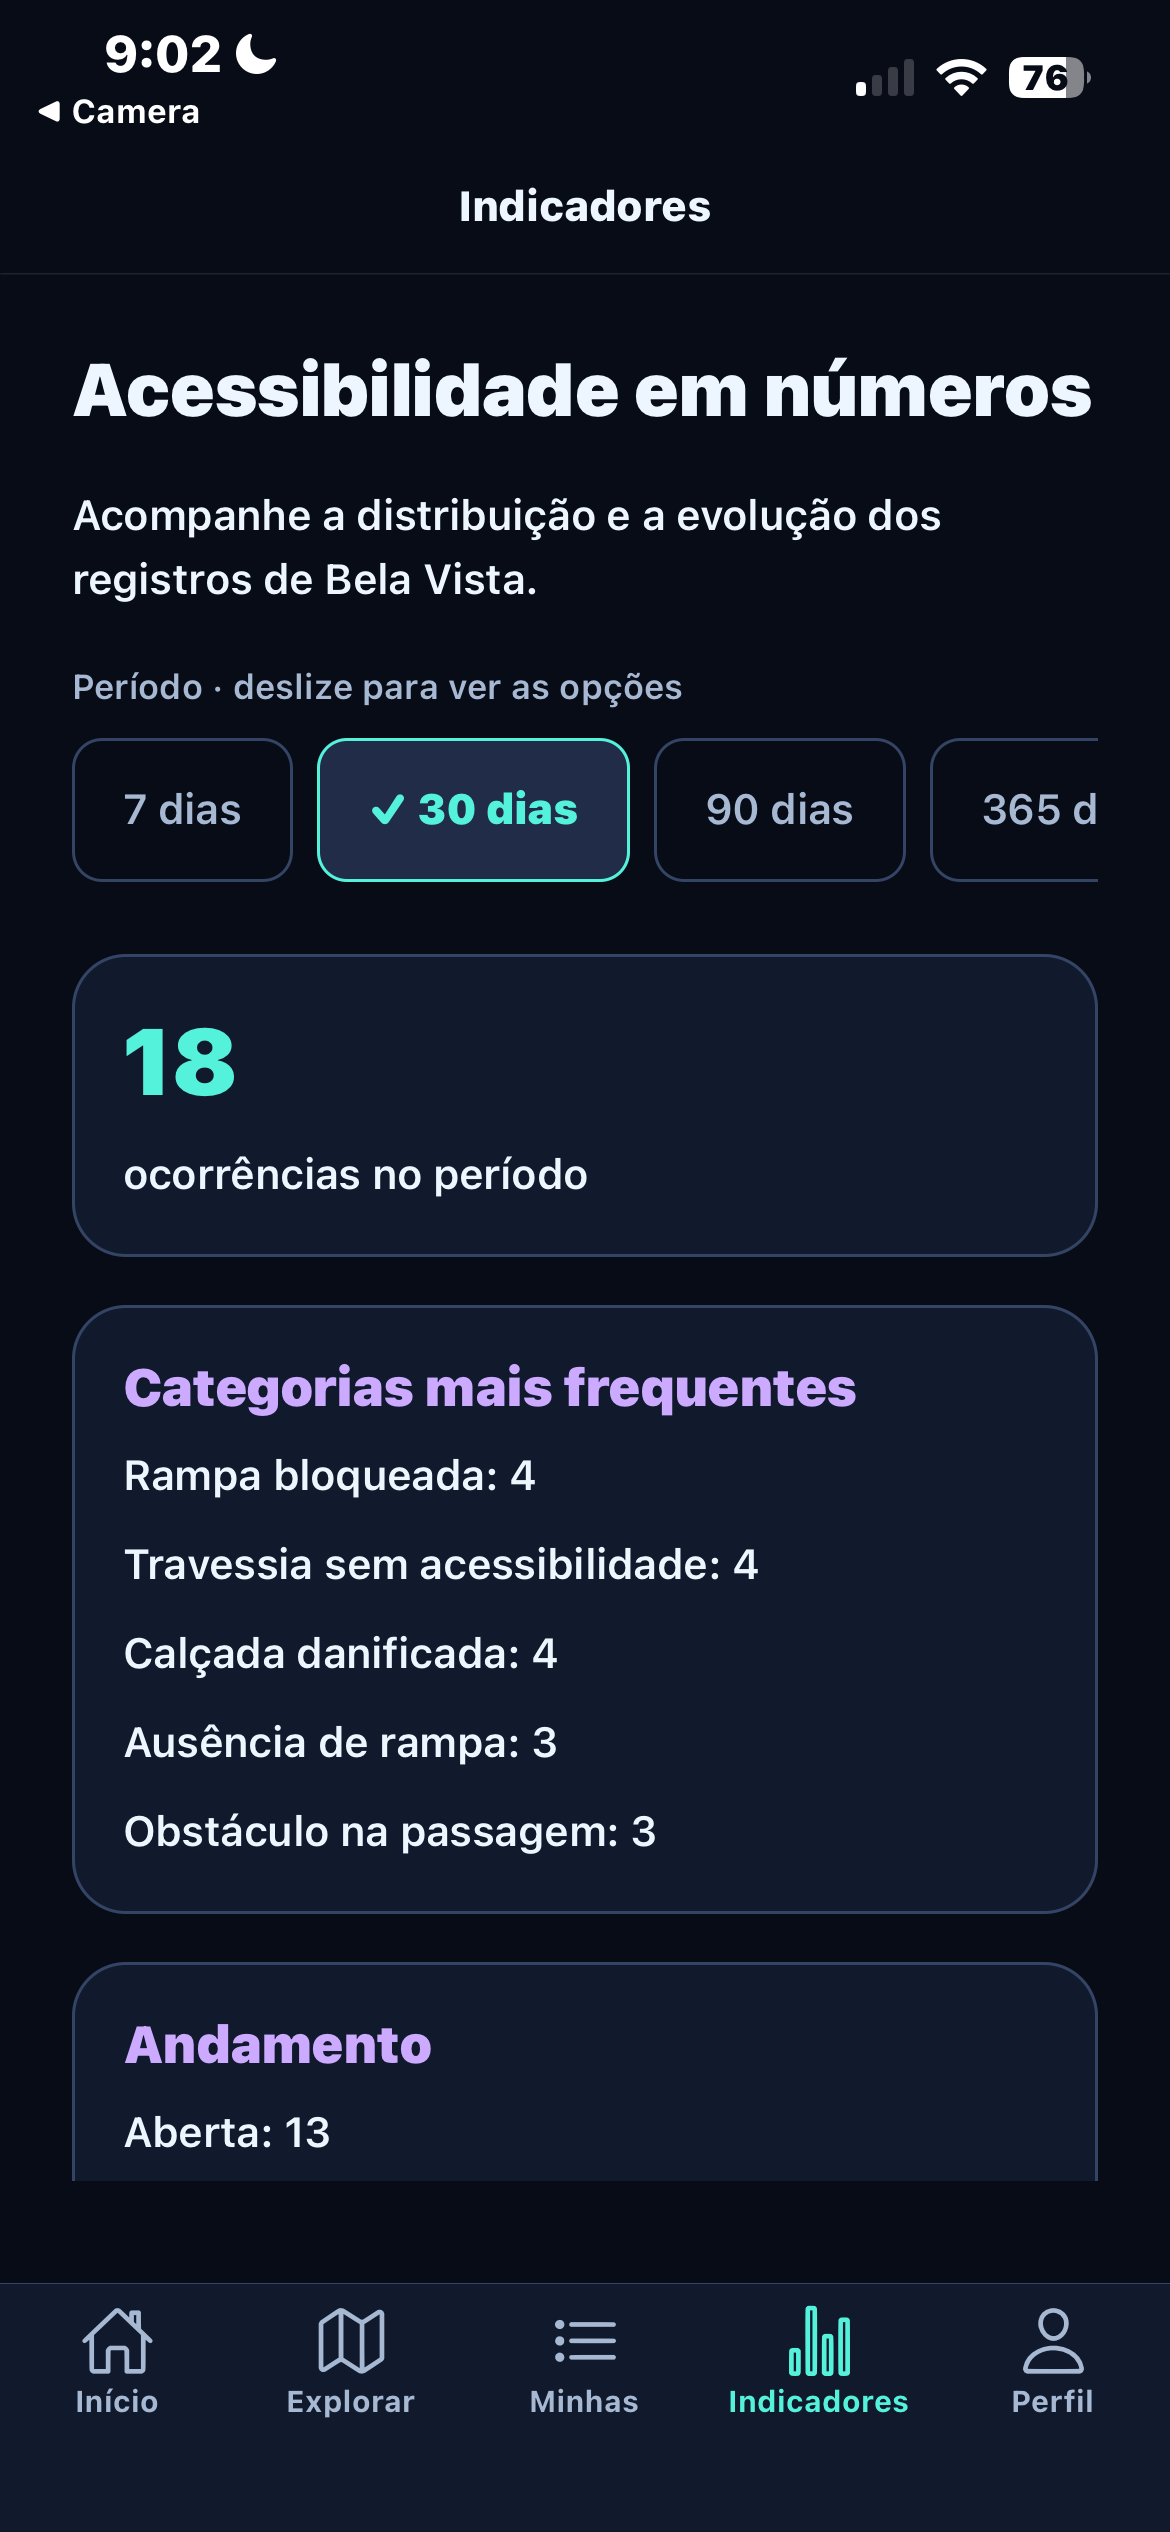 9:02
Camera
76
Indicadores
Acessibilidade em números
Acompanhe a distribuição e a evolução dos
registros de Bela Vista.
Período · deslize para ver as opções
7 dias
✓ 30 dias
90 dias
365 d
18
ocorrências no período
Categorias mais frequentes
Rampa bloqueada: 4
Travessia sem acessibilidade: 4
Calçada danificada: 4
Ausência de rampa: 3
Obstáculo na passagem: 3
Andamento
Aberta: 13
Início
Explorar
Minhas
Indicadores
Perfil